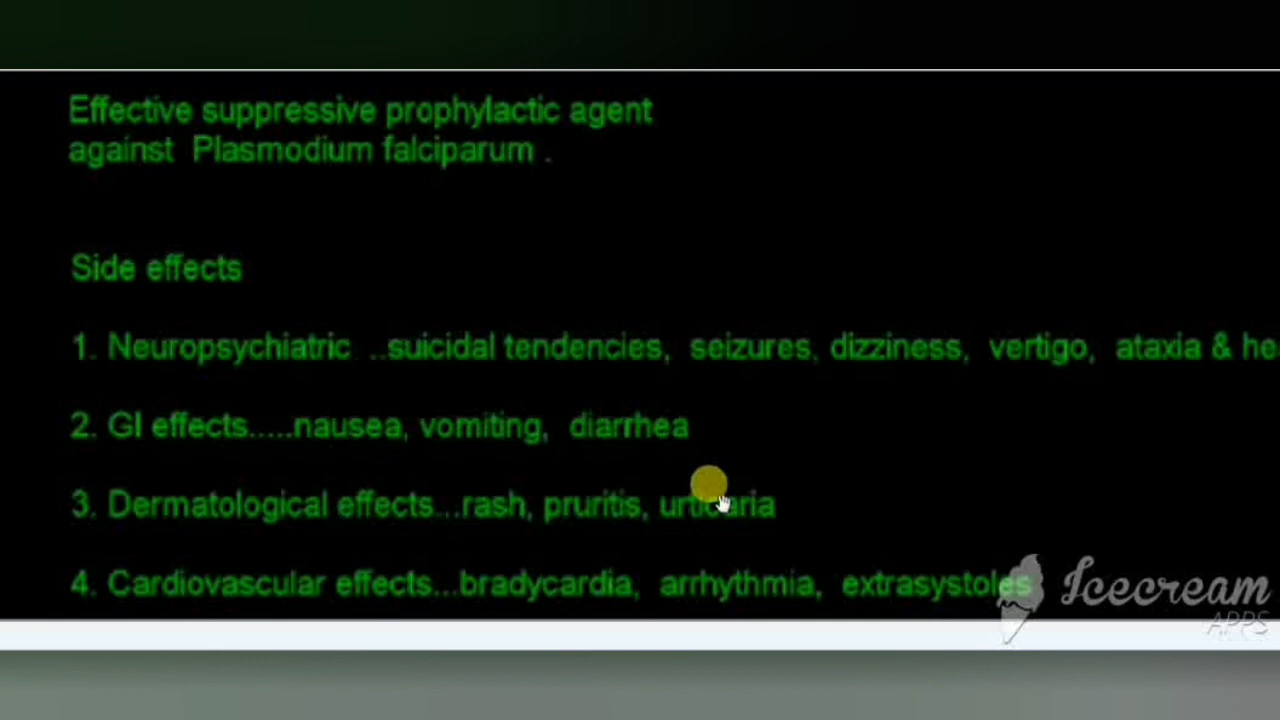 Effective suppressive prophylactic agent
against Plasmodium falciparum .
Side effects
1. Neuropsychiatric ..suicidal tendencies, seizures, dizziness, vertigo, ataxia & he
2. GI effects.....nausea, vomiting, diarrhea
3. Dermatological effects...rash, pruritis, urticaria
4. Cardiovascular effects...bradycardia, arrhythmia, extrasystoles
Icecream
APPS